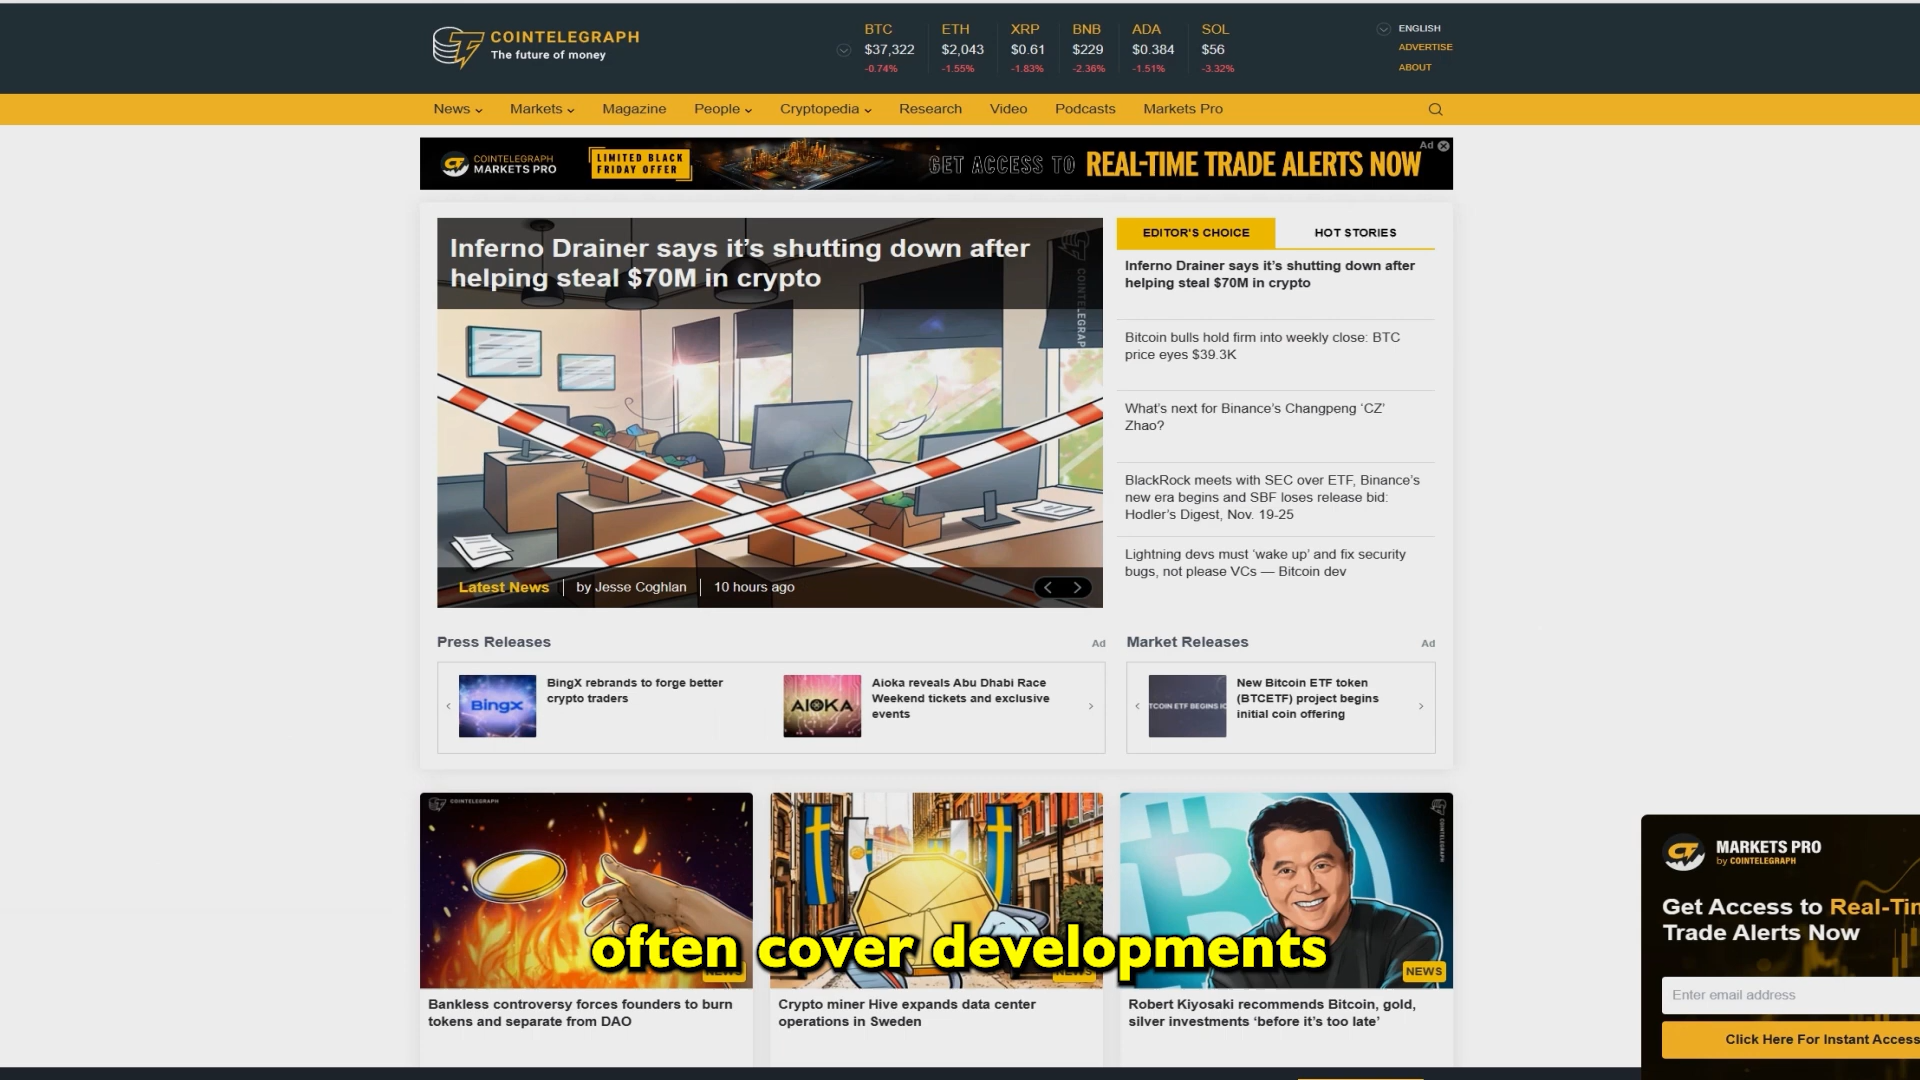 COINTELEGRAPH
The future of money
BTC
$37,322
-0.74%
ETH
$2,043
-1.55%
XRP
$0.61
-1.83%
BNB
$229
-2.36%
ADA
$0.384
-1.51%
SOL
$56
-3.32%
ENGLISH
ADVERTISE
ABOUT
News Markets Magazine People Cryptopedia Research Video Podcasts Markets Pro
COINTELEGRAPH
MARKETS PRO
LIMITED BLACK
FRIDAY OFFER
GET ACCESS TO REAL-TIME TRADE ALERTS NOW
Ad
Inferno Drainer says it’s shutting down after
helping steal $70M in crypto
COINTELEGRAP
Latest News by Jesse Coghlan 10 hours ago
EDITOR'S CHOICE HOT STORIES
Inferno Drainer says it’s shutting down after
helping steal $70M in crypto
Bitcoin bulls hold firm into weekly close: BTC
price eyes $39.3K
What’s next for Binance’s Changpeng ‘CZ’
Zhao?
BlackRock meets with SEC over ETF, Binance’s
new era begins and SBF loses release bid:
Hodler’s Digest, Nov. 19-25
Lightning devs must ‘wake up’ and fix security
bugs, not please VCs — Bitcoin dev
Press Releases Ad
BingX
BingX rebrands to forge better
crypto traders
AIOKA
Aioka reveals Abu Dhabi Race
Weekend tickets and exclusive
events
Market Releases Ad
TCOIN ETF BEGINS IC
New Bitcoin ETF token
(BTCETF) project begins
initial coin offering
COINTELEGRAPH
NEWS
Bankless controversy forces founders to burn
tokens and separate from DAO
NEWS
Crypto miner Hive expands data center
operations in Sweden
COINTELEGRAPH
NEWS
Robert Kiyosaki recommends Bitcoin, gold,
silver investments ‘before it’s too late’
often cover developments
MARKETS PRO
by COINTELEGRAPH
Get Access to Real-Tim
Trade Alerts Now
Enter email address
Click Here For Instant Access